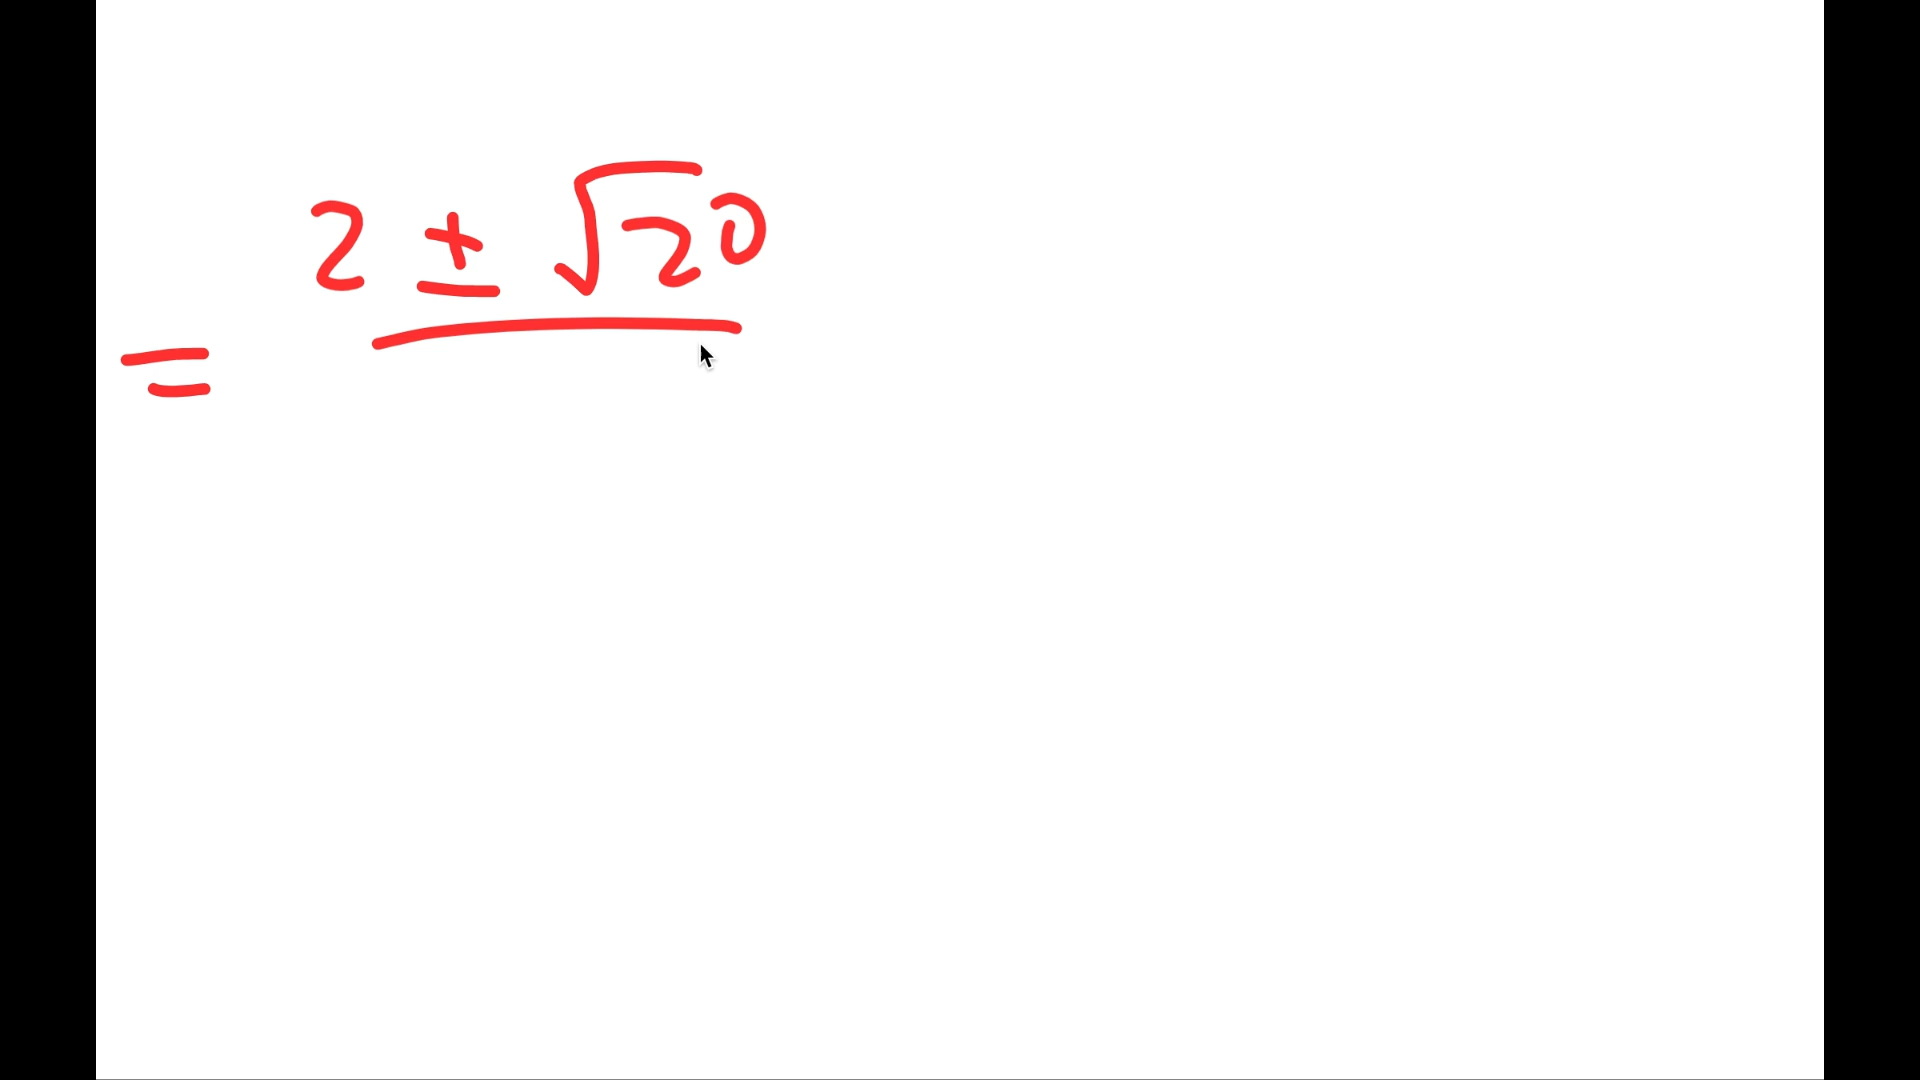 2 ± √20
=